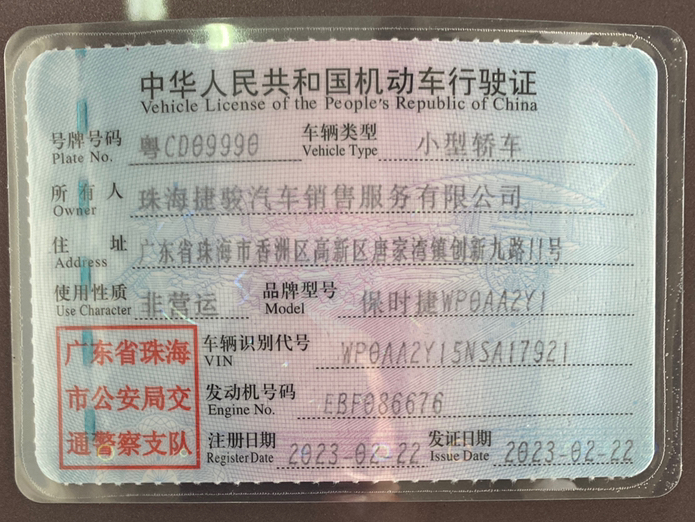 中华人民共和国机动车行驶证
Vehicle License of the People's Republic of China
号牌号码 粤CD09990 车辆类型 小型轿车
Plate No. Vehicle Type
所有人 珠海捷骏汽车销售服务有限公司
Owner
住址 广东省珠海市香洲区高新区唐家湾镇创新九路11号
Address
使用性质 非营运 品牌型号 保时捷WP0AA2Y1
Use Character Model
广东省珠海
市公安局交
通警察支队
车辆识别代号 WP0AA2Y15NSA17921
VIN
发动机号码 EBF086676
Engine No.
注册日期 2023-02-22 发证日期 2023-02-22
Register Date Issue Date